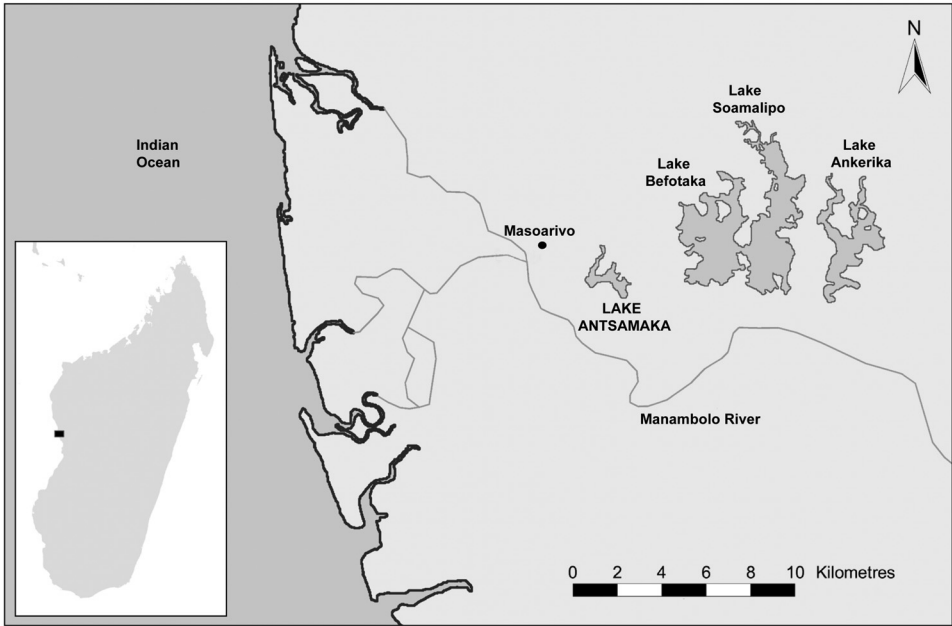 N
Lake
Soamalipo
Indian
Ocean
Lake
Befotaka
Lake
Ankerika
Masoarivo
LAKE
ANTSAMAKA
Manambolo River
0 2 4 6 8 10 Kilometres